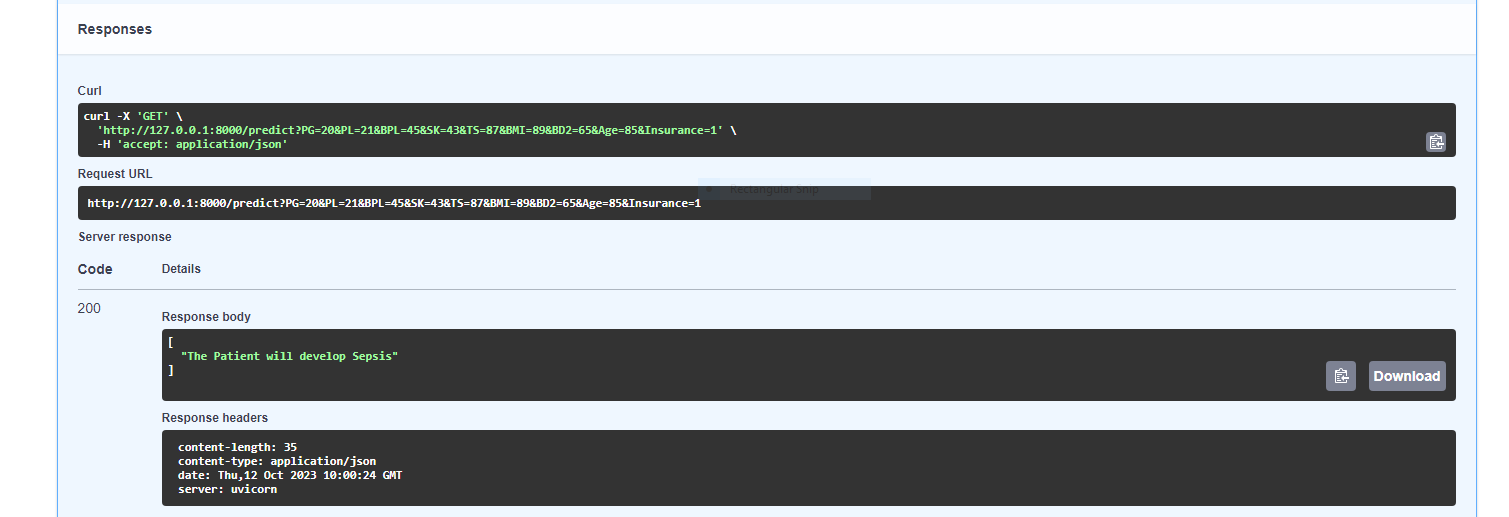 Responses
Curl
curl -X 'GET' \
'http://127.0.0.1:8000/predict?PG=20&PL=21&BPL=45&SK=43&TS=87&BMI=89&BD2=65&Age=85&Insurance=1' \
-H 'accept: application/json'
Request URL
Rectangular Snip
http://127.0.0.1:8000/predict?PG=20&PL=21&BPL=45&SK=43&TS=87&BMI=89&BD2=65&Age=85&Insurance=1
Server response
Code Details
200
Response body
[
"The Patient will develop Sepsis"
]
Download
Response headers
content-length: 35
content-type: application/json
date: Thu,12 Oct 2023 10:00:24 GMT
server: uvicorn